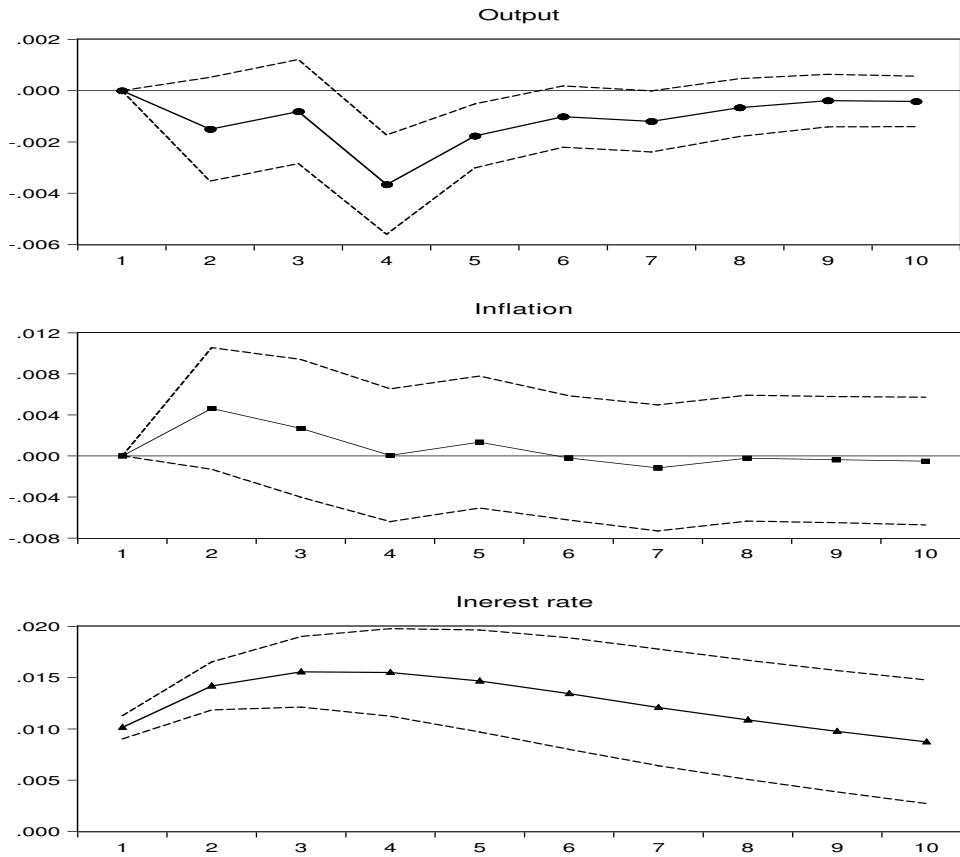 Output
.002
.000
-.002
-.004
-.006
1 2 3 4 5 6 7 8 9 10
Inflation
.012
.008
.004
.000
-.004
-.008
1 2 3 4 5 6 7 8 9 10
Inerest rate
.020
.015
.010
.005
.000
1 2 3 4 5 6 7 8 9 10